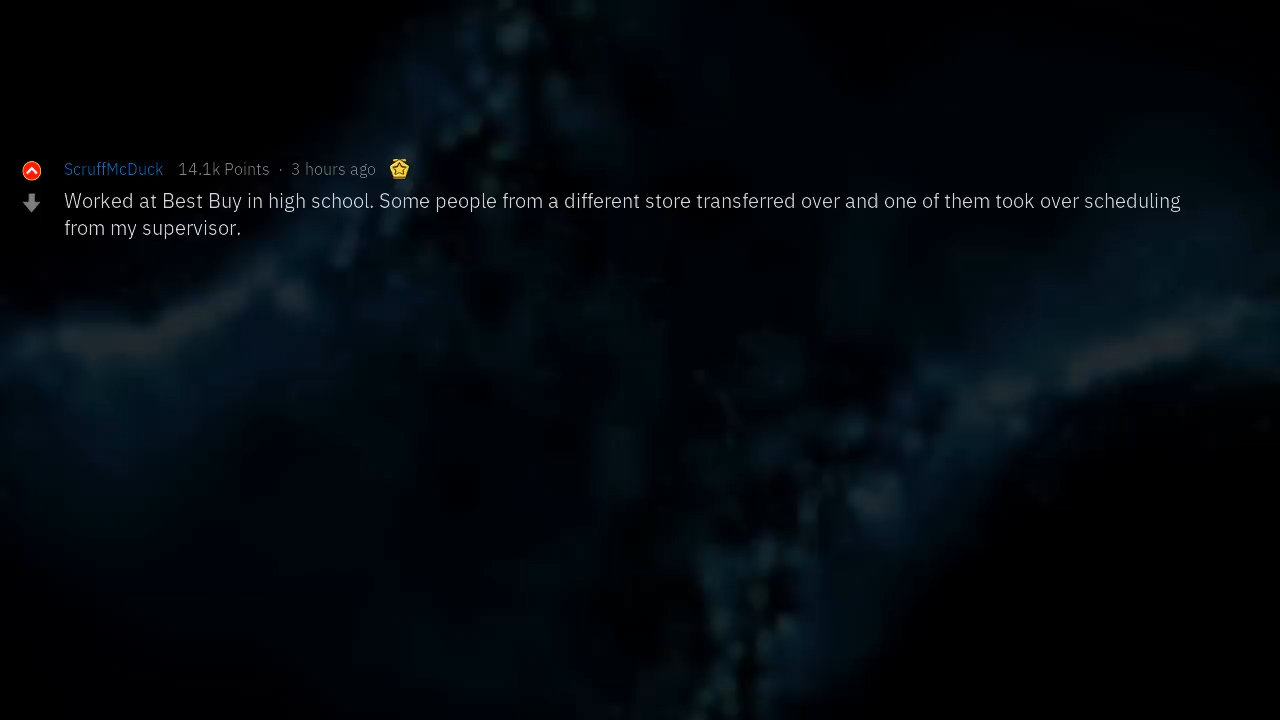 ScruffMcDuck 14.1k Points · 3 hours ago
Worked at Best Buy in high school. Some people from a different store transferred over and one of them took over scheduling
from my supervisor.